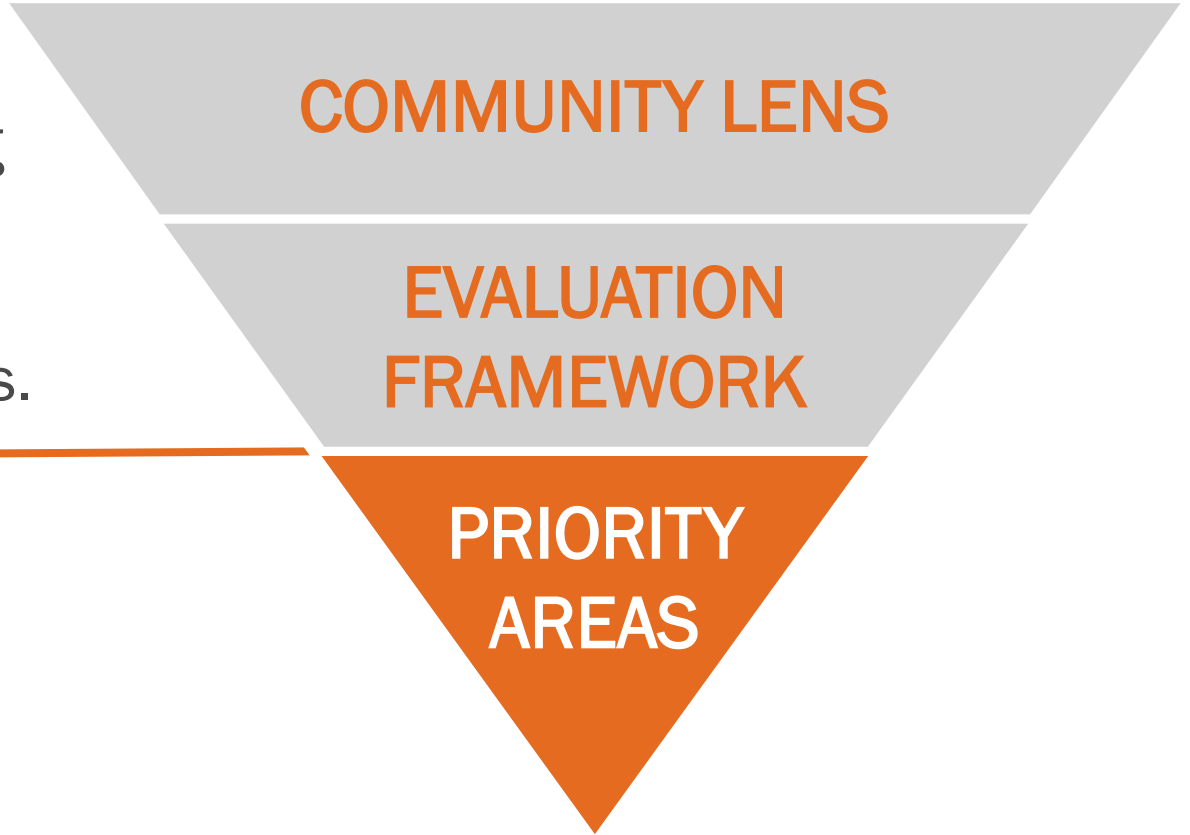 COMMUNITY LENS
EVALUATION
FRAMEWORK
s.
PRIORITY
AREAS